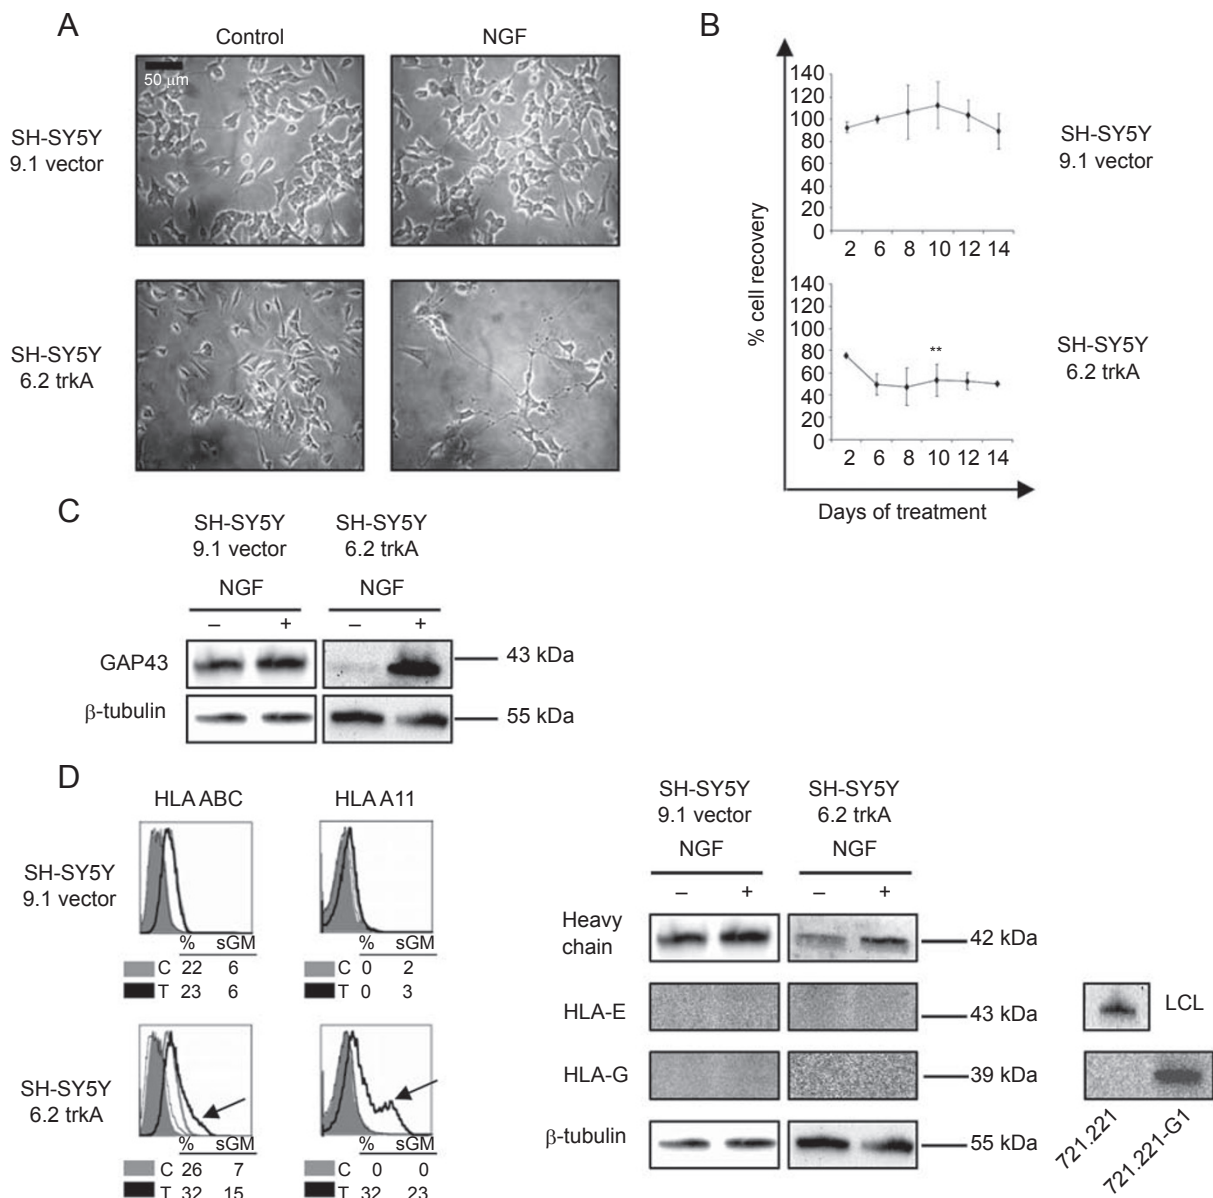 A
Control
NGF
50 µm
SH-SY5Y
9.1 vector
SH-SY5Y
6.2 trkA
B
% cell recovery
140
120
100
80
60
40
20
0
2 6 8 10 12 14
SH-SY5Y
9.1 vector
140
120
100
80
60
40
20
0
**
2 6 8 10 12 14
SH-SY5Y
6.2 trkA
Days of treatment
C
SH-SY5Y
9.1 vector
SH-SY5Y
6.2 trkA
NGF
NGF
– + – +
GAP43
43 kDa
β-tubulin
55 kDa
D
HLA ABC
HLA A11
SH-SY5Y
9.1 vector
% sGM
C 22 6
T 23 6
% sGM
C 0 2
T 0 3
SH-SY5Y
6.2 trkA
% sGM
C 26 7
T 32 15
% sGM
C 0 0
T 32 23
SH-SY5Y
9.1 vector
SH-SY5Y
6.2 trkA
NGF
NGF
– + – +
Heavy
chain
42 kDa
HLA-E
43 kDa
LCL
HLA-G
39 kDa
β-tubulin
55 kDa
721.221
721.221-G1